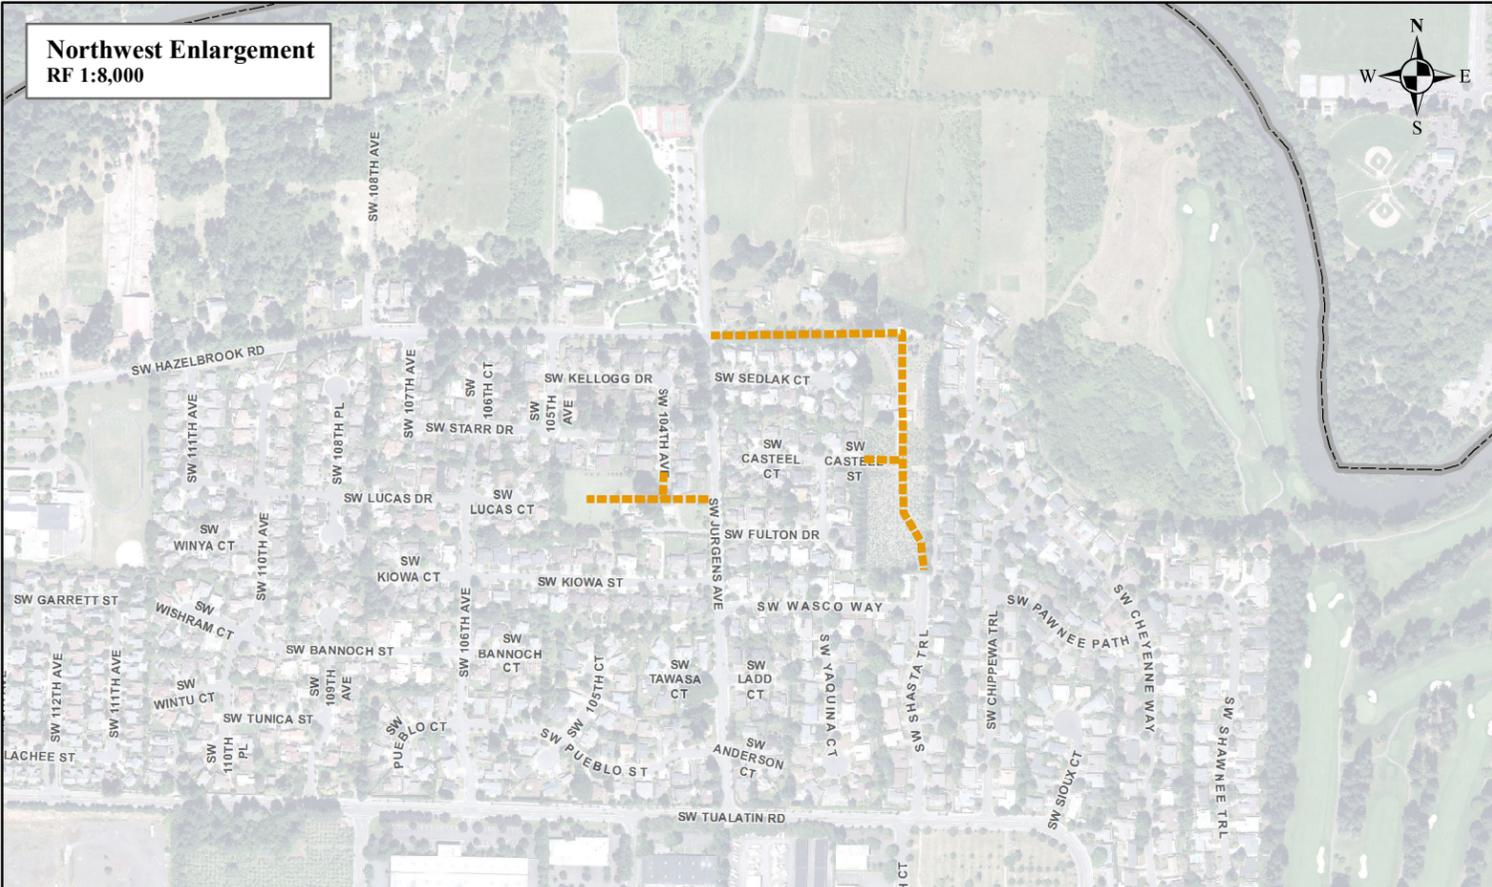 Northwest Enlargement
RF 1:8,000
N
W
E
S
SW 108TH AVE
SW HAZELBROOK RD
SW 111TH AVE
SW 108TH PL
SW 107TH AVE
SW
106TH CT
SW STARR DR
SW
105TH
AVE
SW KELLOGG DR
SW 104TH AVE
SW SEDLAK CT
SW
CASTEEL
CT
SW
CASTEEL
ST
SW LUCAS DR
SW
LUCAS CT
SW
WINYA CT
SW 110TH AVE
SW
KIOWA CT
SW KIOWA ST
SW JURGENS AVE
SW FULTON DR
SW WASCO WAY
SW GARRETT ST
SW
WISHRAM CT
SW BANNOCH ST
SW 106TH AVE
SW
BANNOCH
CT
SW 105TH CT
SW
TAWASA
CT
SW
LADD
CT
SW YAQUINA CT
SW SHASTA TRL
SW CHIPPEWA TRL
SW PAWNEE PATH
SW CHEYENNE WAY
SW SHAWNEE TRL
SW 112TH AVE
SW 111TH AVE
SW
WINTU CT
SW
109TH
AVE
SW TUNICA ST
SW
110TH
PL
SW
PUEBLO CT
SW PUEBLO ST
SW
ANDERSON
CT
SW SIOUX CT
LACHEE ST
SW TUALATIN RD
H CT